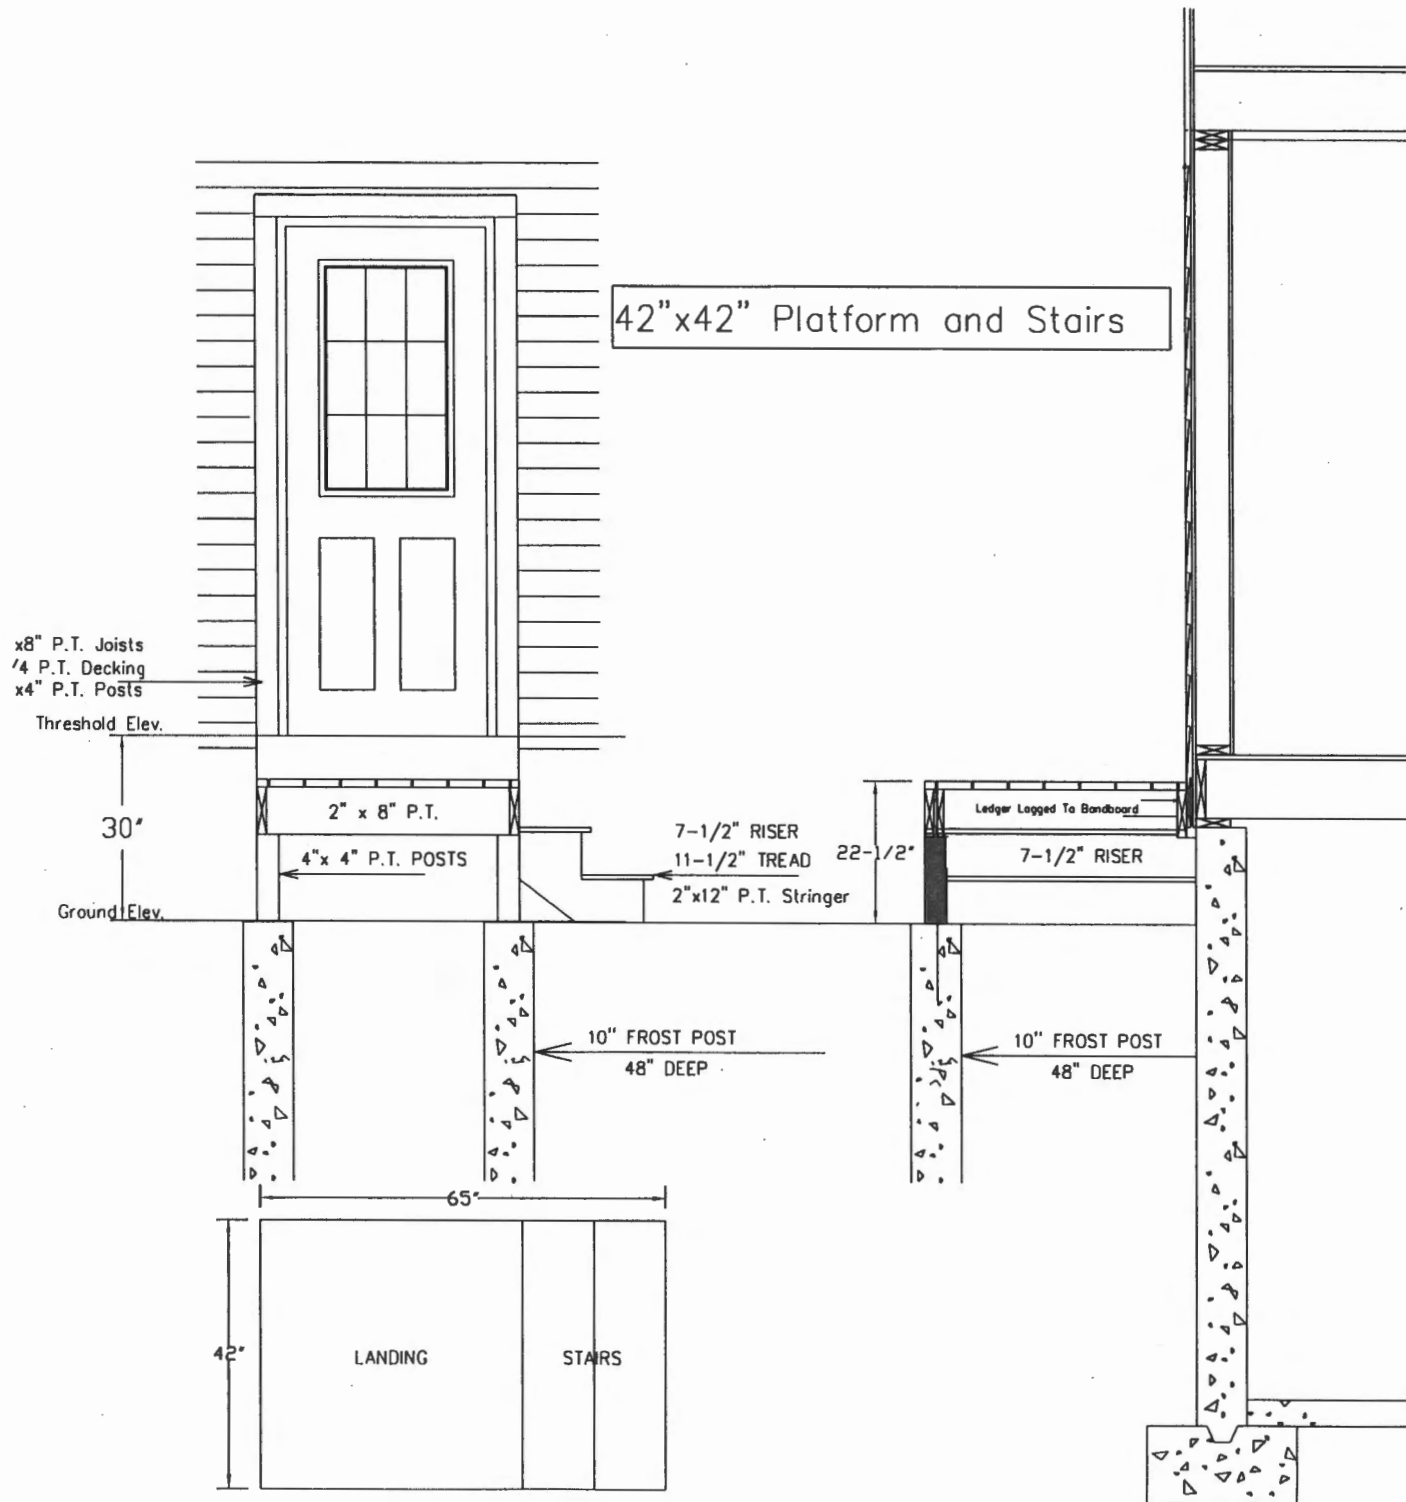 42"x42" Platform and Stairs
x8" P.T. Joists
/4 P.T. Decking
x4" P.T. Posts
Threshold Elev.
30"
2" x 8" P.T.
4"x 4" P.T. POSTS
Ground Elev.
7-1/2" RISER
11-1/2" TREAD
2"x12" P.T. Stringer
22-1/2"
Ledger Lagged To Bandboard
7-1/2" RISER
10" FROST POST
48" DEEP
10" FROST POST
48" DEEP
65"
42"
LANDING
STAIRS